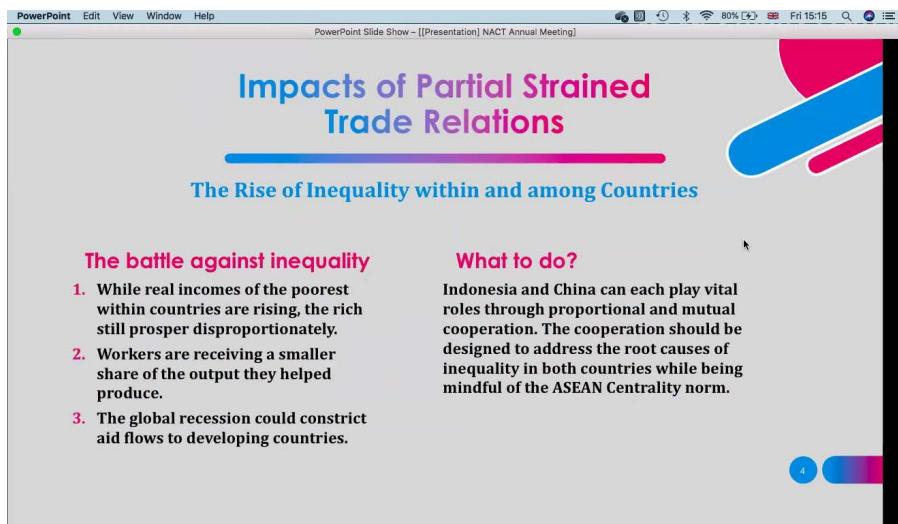 PowerPoint Edit View Window Help 80% Fri 15:15
PowerPoint Slide Show – [[Presentation] NACT Annual Meeting]
Impacts of Partial Strained
Trade Relations
The Rise of Inequality within and among Countries
The battle against inequality
1. While real incomes of the poorest
within countries are rising, the rich
still prosper disproportionately.
2. Workers are receiving a smaller
share of the output they helped
produce.
3. The global recession could constrict
aid flows to developing countries.
What to do?
Indonesia and China can each play vital
roles through proportional and mutual
cooperation. The cooperation should be
designed to address the root causes of
inequality in both countries while being
mindful of the ASEAN Centrality norm.
4